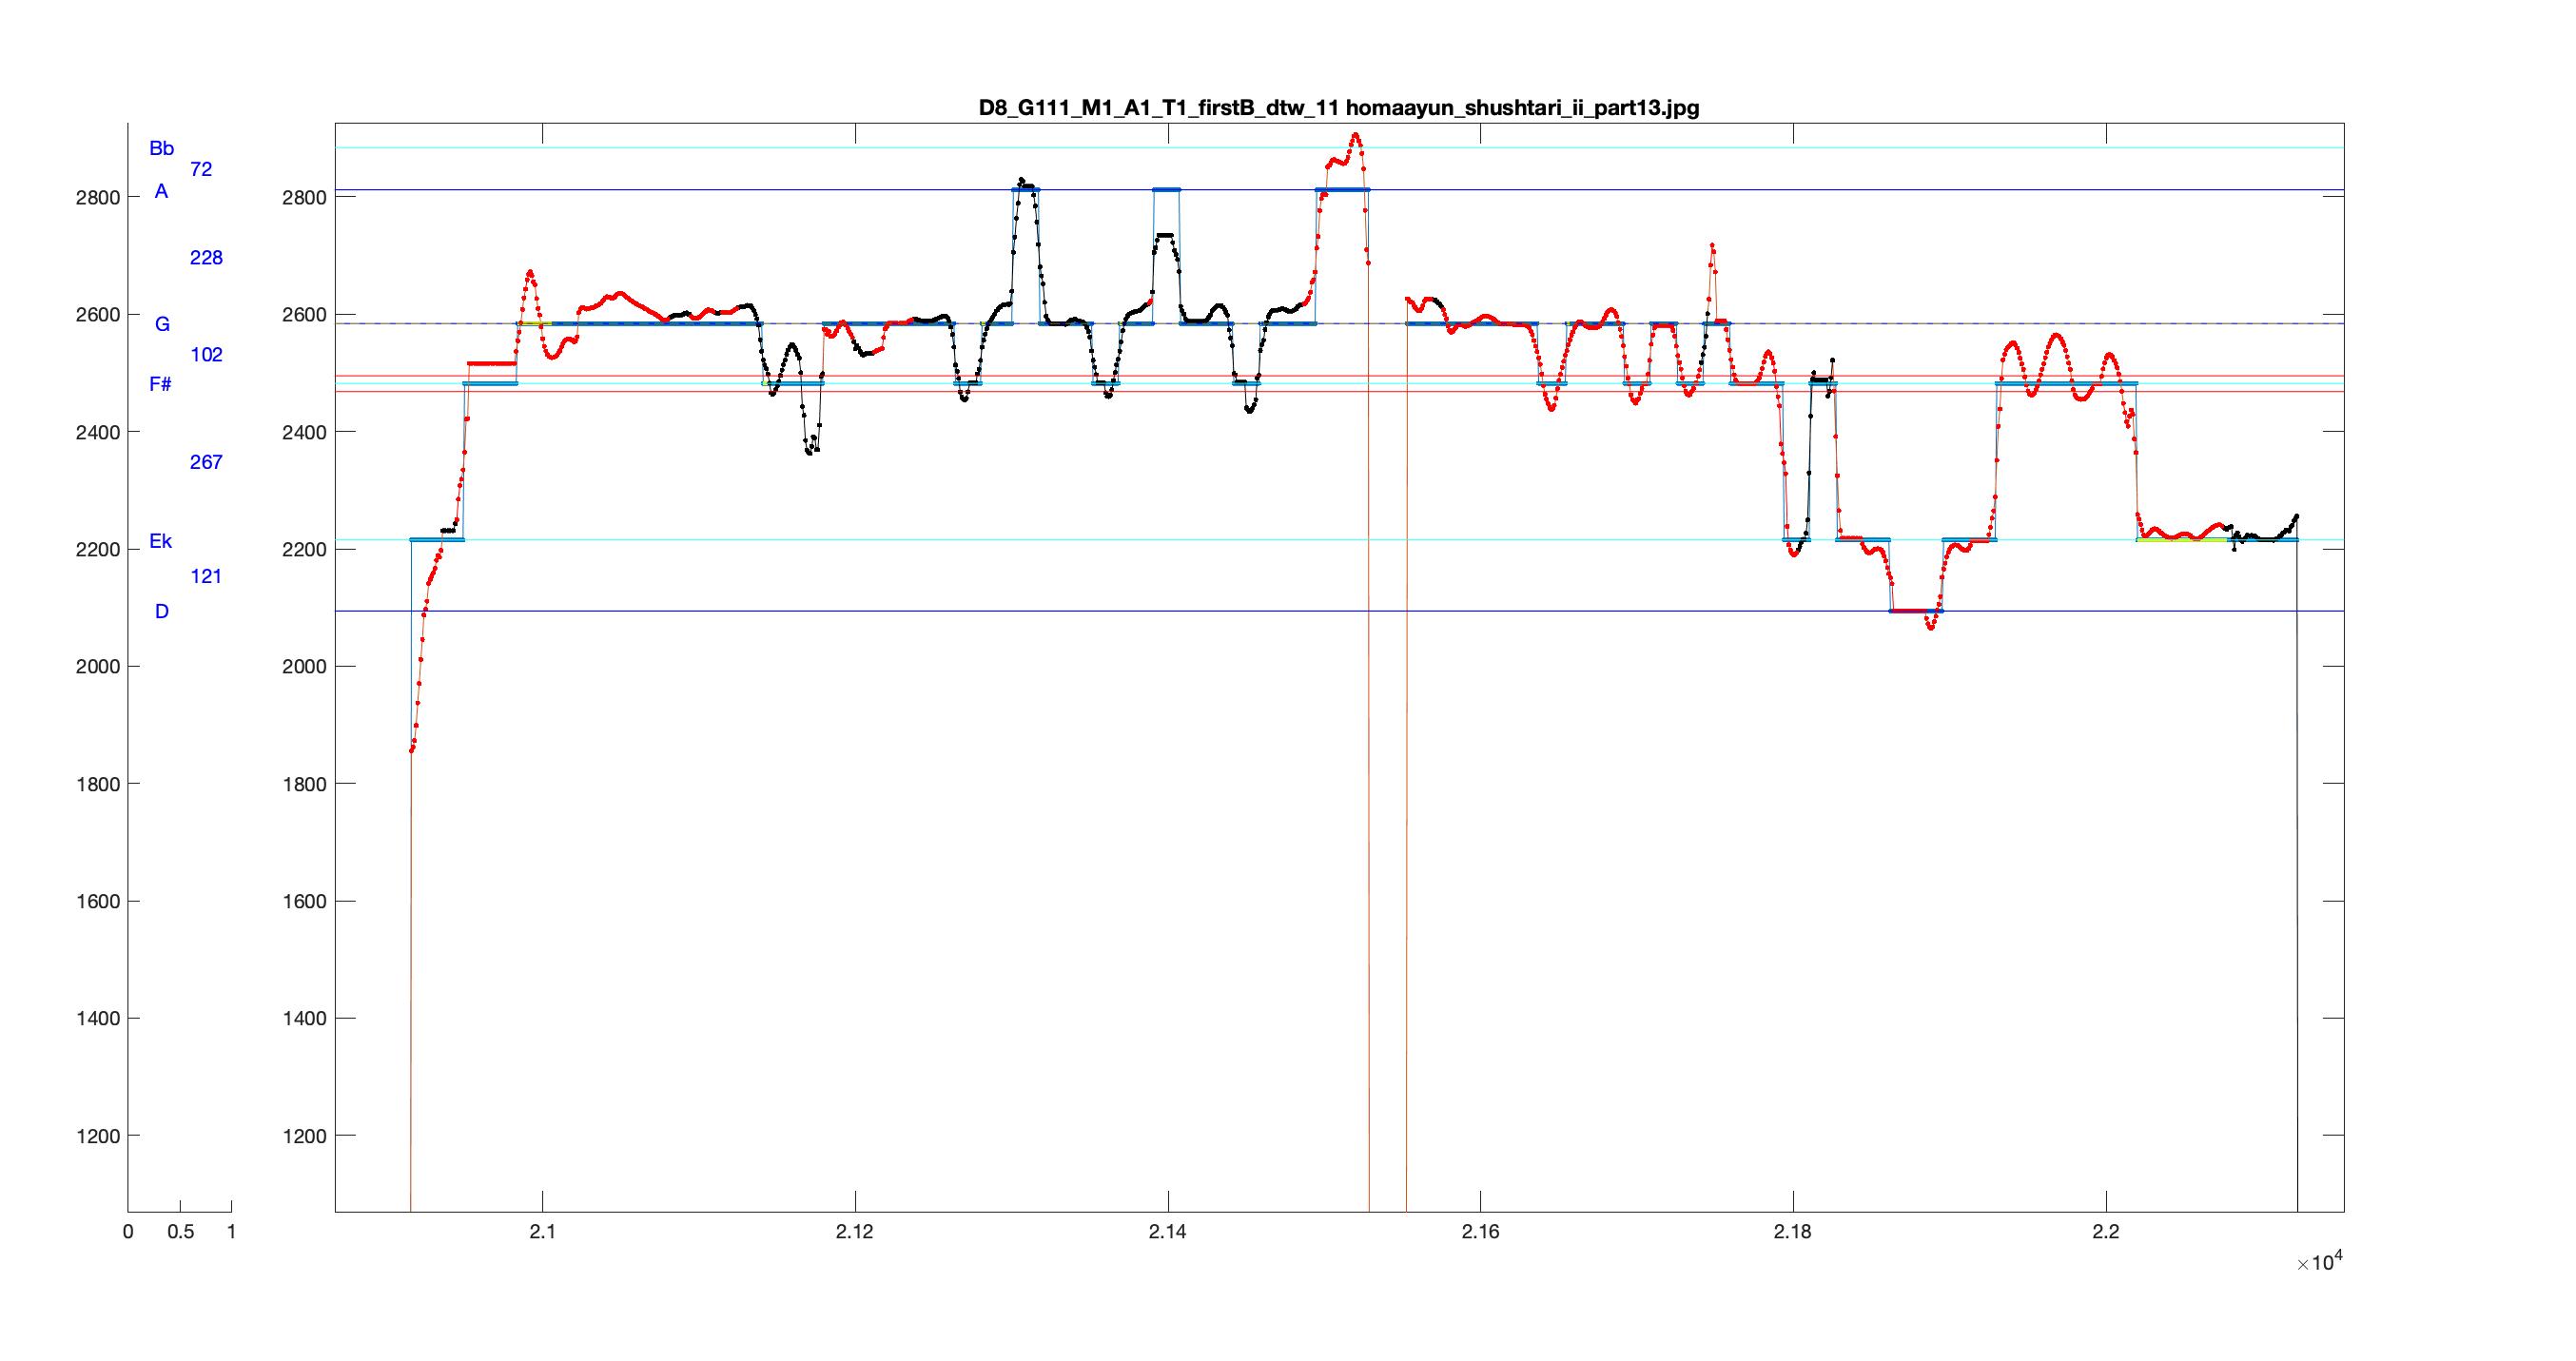 D8_G111_M1_A1_T1_firstB_dtw_11 homaayun_shushtari_ii_part13.jpg
Bb
72
2800 A 2800
228
2600 G 2600
102
F#
2400 2400
267
Ek
2200 2200
121
D
2000 2000
1800 1800
1600 1600
1400 1400
1200 1200
0 0.5 1 2.1 2.12 2.14 2.16 2.18 2.2
×10⁴